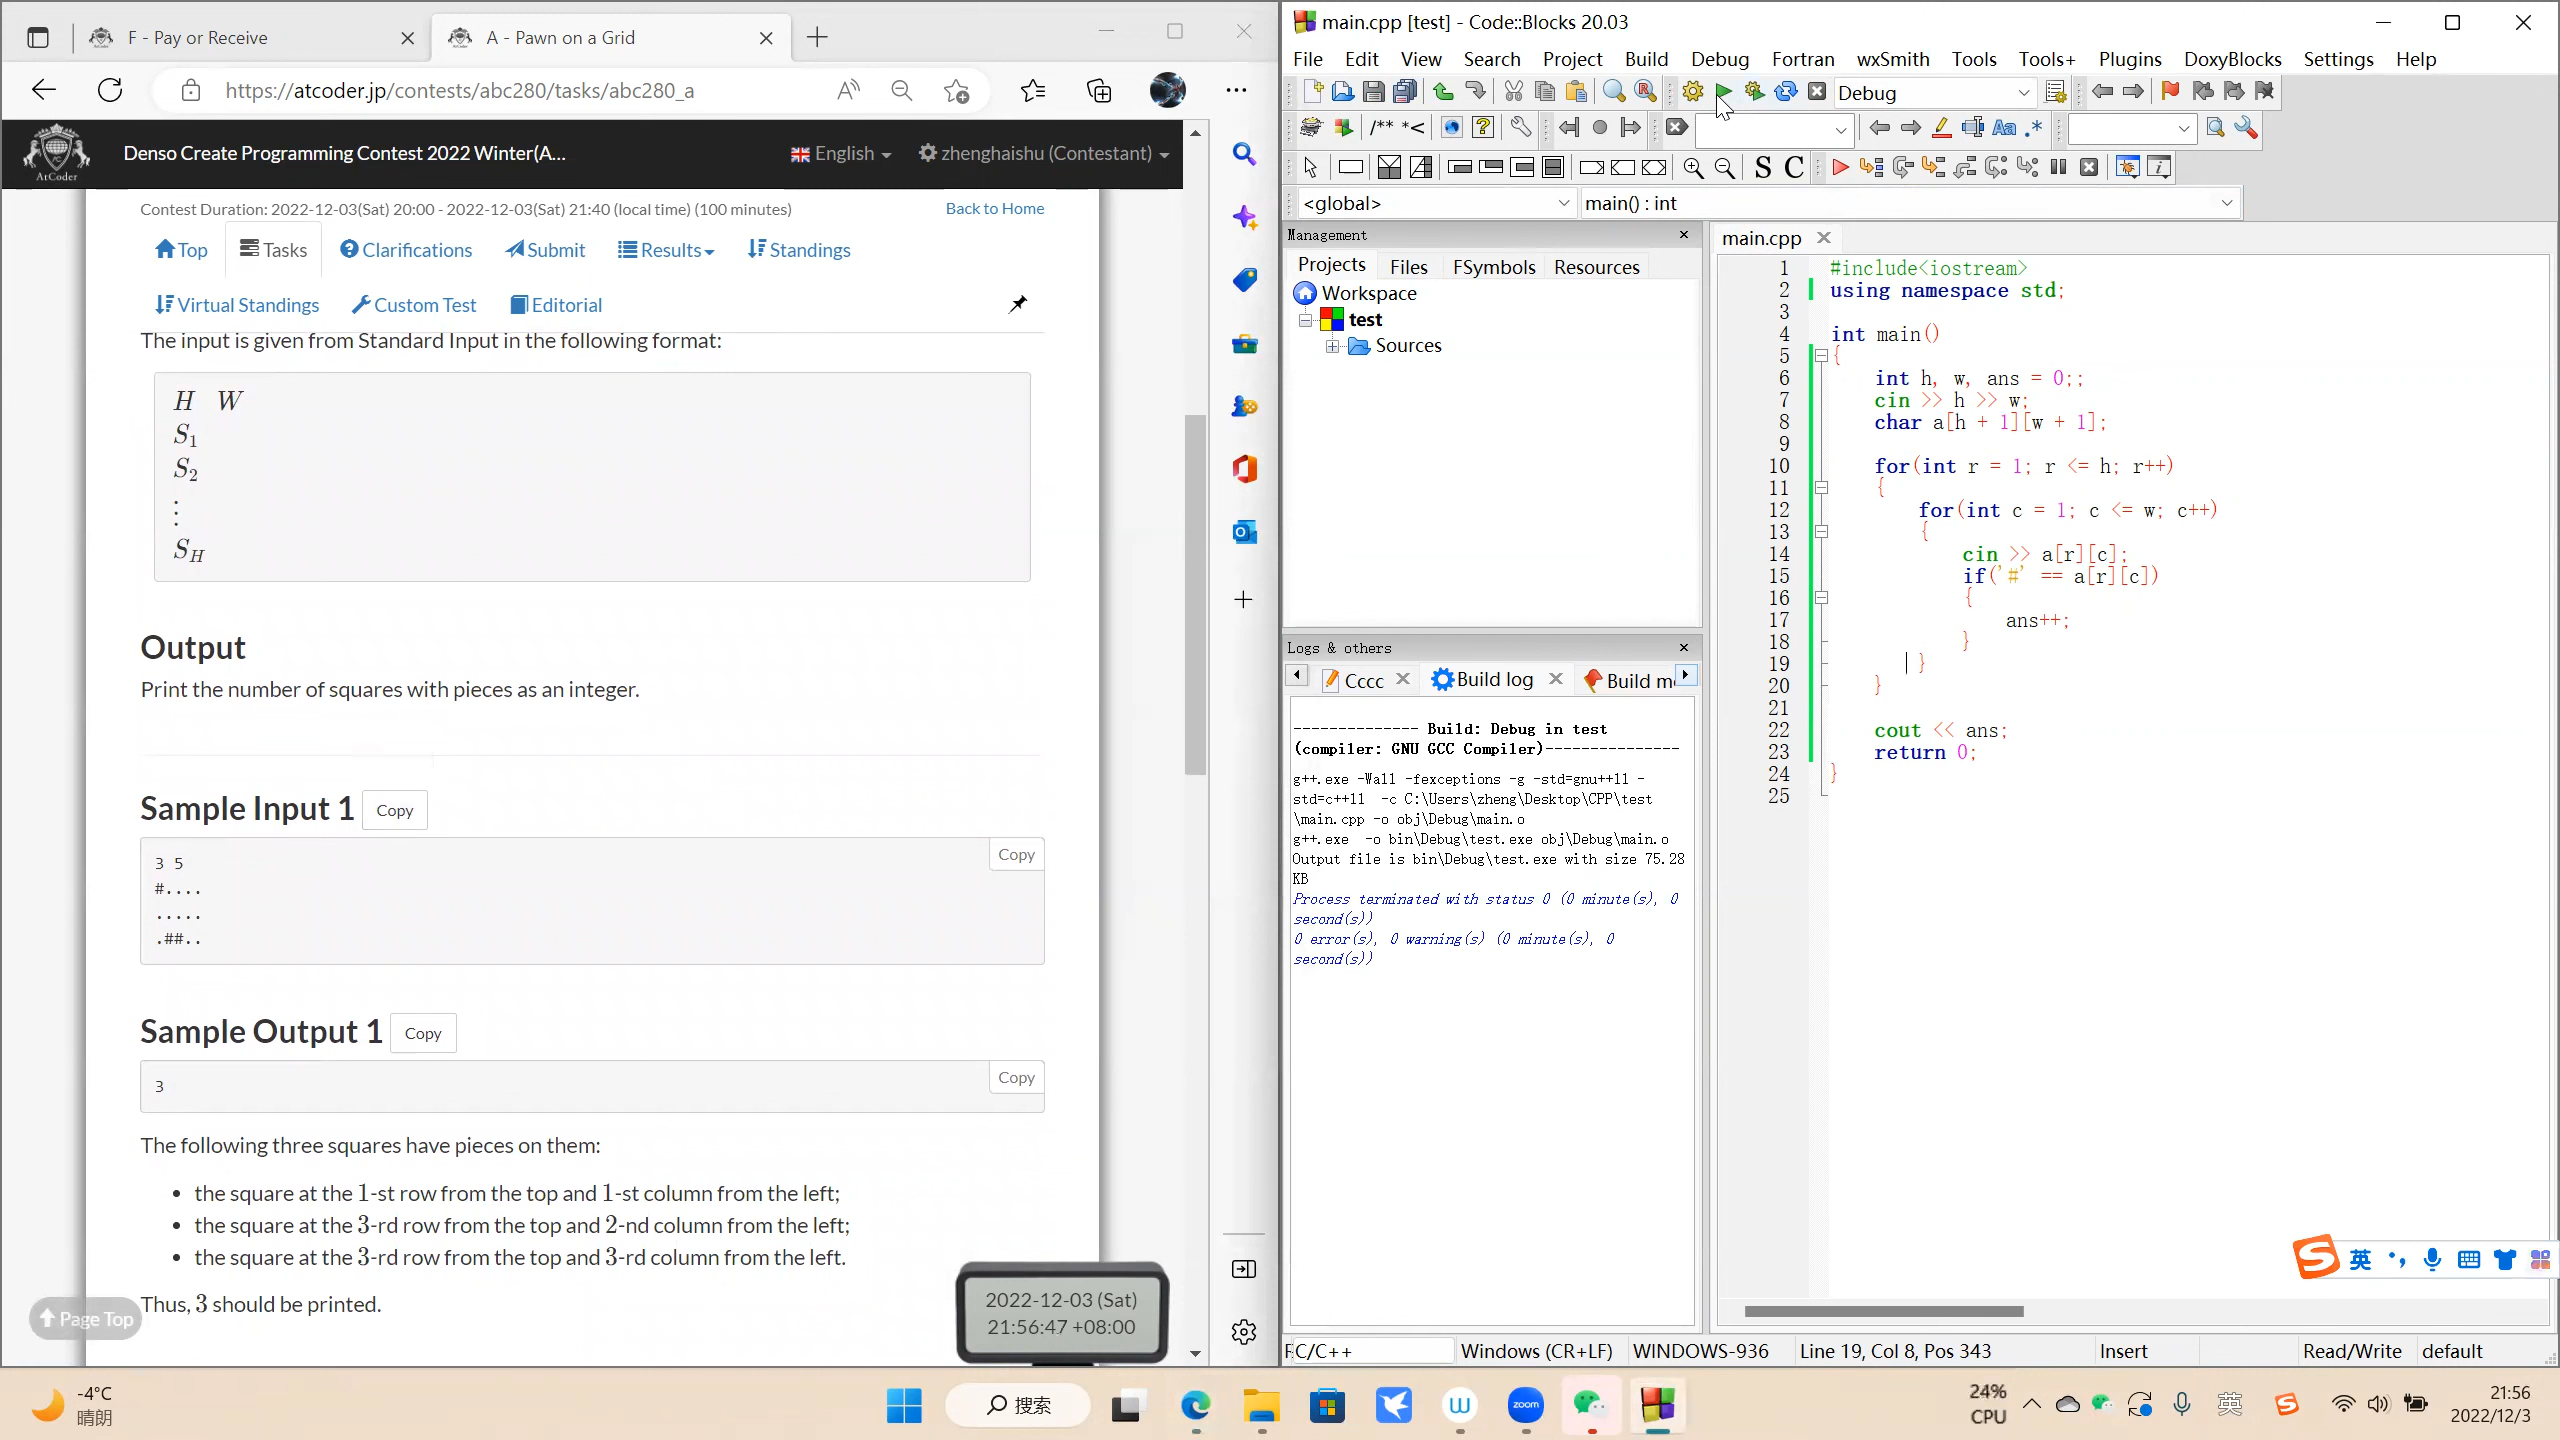 F - Pay or Receive
A - Pawn on a Grid
https://atcoder.jp/contests/abc280/tasks/abc280_a
AtCoder
Denso Create Programming Contest 2022 Winter(A...
English
zhenghaishu (Contestant)
Contest Duration: 2022-12-03(Sat) 20:00 - 2022-12-03(Sat) 21:40 (local time) (100 minutes)
Back to Home
Top
Tasks
Clarifications
Submit
Results
Standings
Virtual Standings
Custom Test
Editorial
The input is given from Standard Input in the following format:
H W
S1
S2
⋮
SH
Output
Print the number of squares with pieces as an integer.
Sample Input 1
Copy
Copy
3 5
#....
.....
.##..
Sample Output 1
Copy
Copy
3
The following three squares have pieces on them:
• the square at the 1-st row from the top and 1-st column from the left;
• the square at the 3-rd row from the top and 2-nd column from the left;
• the square at the 3-rd row from the top and 3-rd column from the left.
Thus, 3 should be printed.
Page Top
2022-12-03 (Sat)
21:56:47 +08:00
main.cpp [test] - Code::Blocks 20.03
File Edit View Search Project Build Debug Fortran wxSmith Tools Tools+ Plugins DoxyBlocks Settings Help
Debug
/** *<
Aa .*
S C
<global>
main() : int
Management
Projects
Files
FSymbols
Resources
Workspace
test
Sources
Logs & others
Cccc
Build log
Build m
-------------- Build: Debug in test
(compiler: GNU GCC Compiler)---------------
g++.exe -Wall -fexceptions -g -std=gnu++11 -
std=c++11  -c C:\Users\zheng\Desktop\CPP\test
\main.cpp -o obj\Debug\main.o
g++.exe  -o bin\Debug\test.exe obj\Debug\main.o
Output file is bin\Debug\test.exe with size 75.28
KB
Process terminated with status 0 (0 minute(s), 0
second(s))
0 error(s), 0 warning(s) (0 minute(s), 0
second(s))
main.cpp
1 #include<iostream>
2 using namespace std;
3
4 int main()
5 {
6 int h, w, ans = 0;;
7 cin >> h >> w;
8 char a[h + 1][w + 1];
9
10 for(int r = 1; r <= h; r++)
11 {
12 for(int c = 1; c <= w; c++)
13 {
14 cin >> a[r][c];
15 if('#' == a[r][c])
16 {
17 ans++;
18 }
19 }
20 }
21
22 cout << ans;
23 return 0;
24 }
25
英
C/C++
Windows (CR+LF)
WINDOWS-936
Line 19, Col 8, Pos 343
Insert
Read/Write
default
-4°C
晴朗
搜索
zoom
24%
CPU
英
21:56
2022/12/3